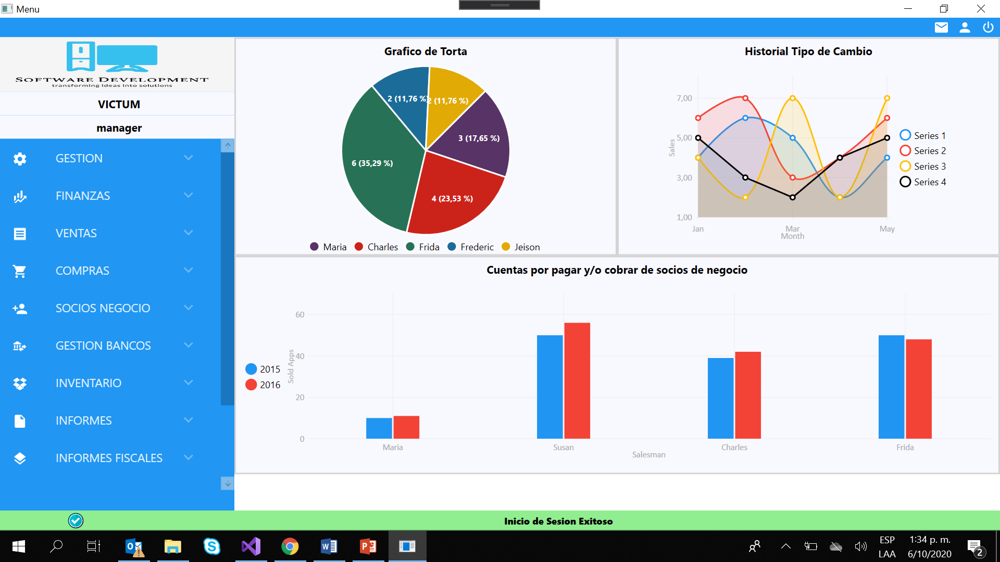 Menu
SOFTWARE DEVELOPMENT
transforming ideas into solutions
VICTUM
manager
GESTION
FINANZAS
VENTAS
COMPRAS
SOCIOS NEGOCIO
GESTION BANCOS
INVENTARIO
INFORMES
INFORMES FISCALES
Grafico de Torta
2 (11,76 %)
2 (11,76 %)
3 (17,65 %)
6 (35,29 %)
4 (23,53 %)
Maria Charles Frida Frederic Jeison
Historial Tipo de Cambio
7,00
5,00
3,00
1,00
Sales
Jan Mar May
Month
Series 1
Series 2
Series 3
Series 4
Cuentas por pagar y/o cobrar de socios de negocio
2015
2016
Sold Apps
60
40
20
0
Maria Susan Charles Frida
Salesman
Inicio de Sesion Exitoso
ESP
LAA
1:34 p. m.
6/10/2020
2